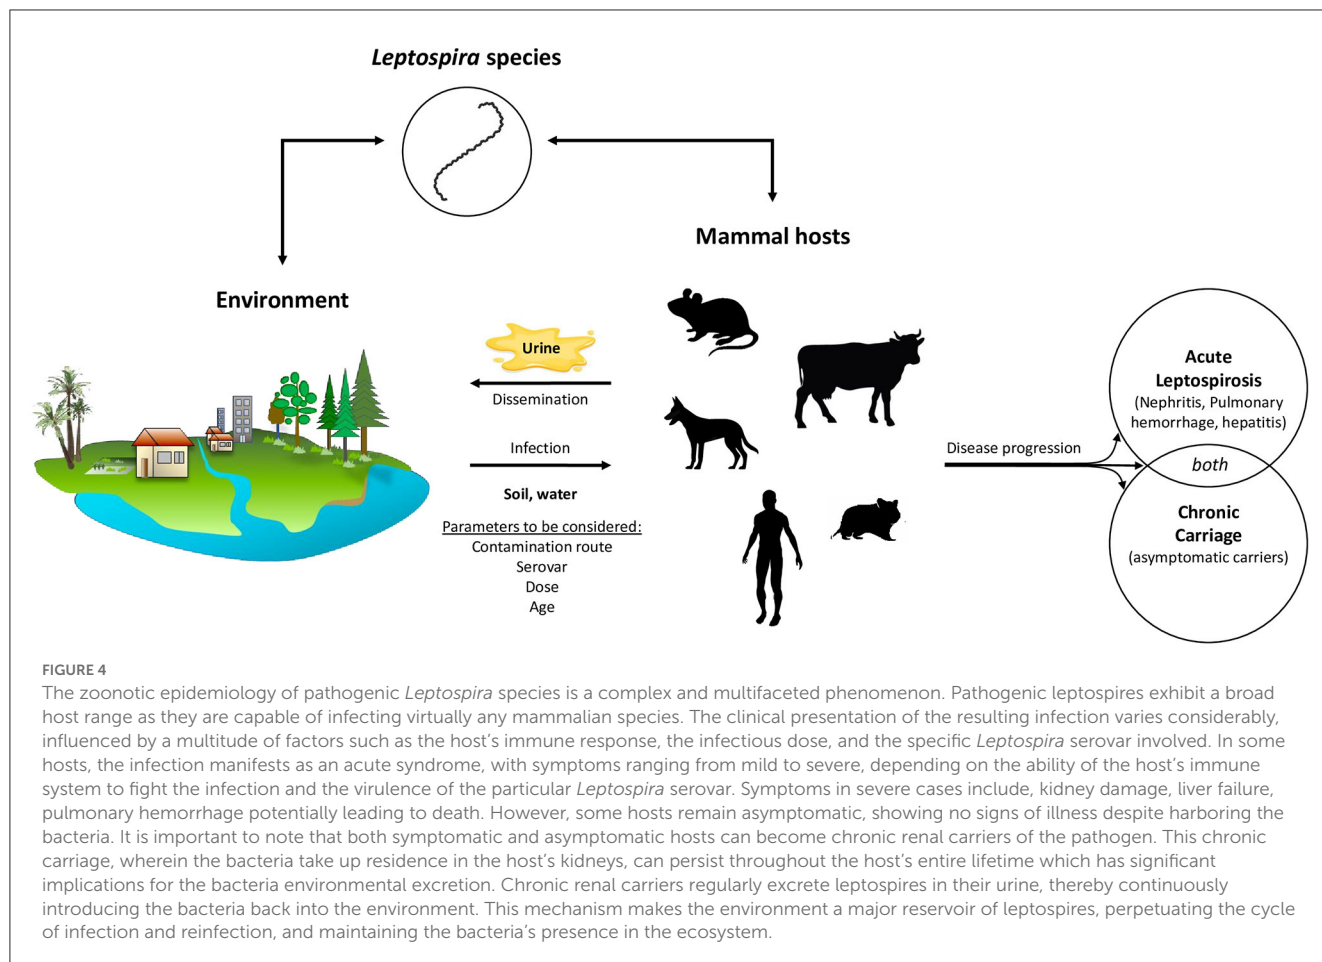 Leptospira species
Mammal hosts
Environment
Urine
Dissemination
Infection
Soil, water
Parameters to be considered:
Contamination route
Serovar
Dose
Age
Disease progression
Acute
Leptospirosis
(Nephritis, Pulmonary
hemorrhage, hepatitis)
both
Chronic
Carriage
(asymptomatic carriers)
FIGURE 4
The zoonotic epidemiology of pathogenic Leptospira species is a complex and multifaceted phenomenon. Pathogenic leptospires exhibit a broad
host range as they are capable of infecting virtually any mammalian species. The clinical presentation of the resulting infection varies considerably,
influenced by a multitude of factors such as the host's immune response, the infectious dose, and the specific Leptospira serovar involved. In some
hosts, the infection manifests as an acute syndrome, with symptoms ranging from mild to severe, depending on the ability of the host's immune
system to fight the infection and the virulence of the particular Leptospira serovar. Symptoms in severe cases include, kidney damage, liver failure,
pulmonary hemorrhage potentially leading to death. However, some hosts remain asymptomatic, showing no signs of illness despite harboring the
bacteria. It is important to note that both symptomatic and asymptomatic hosts can become chronic renal carriers of the pathogen. This chronic
carriage, wherein the bacteria take up residence in the host's kidneys, can persist throughout the host's entire lifetime which has significant
implications for the bacteria environmental excretion. Chronic renal carriers regularly excrete leptospires in their urine, thereby continuously
introducing the bacteria back into the environment. This mechanism makes the environment a major reservoir of leptospires, perpetuating the cycle
of infection and reinfection, and maintaining the bacteria's presence in the ecosystem.